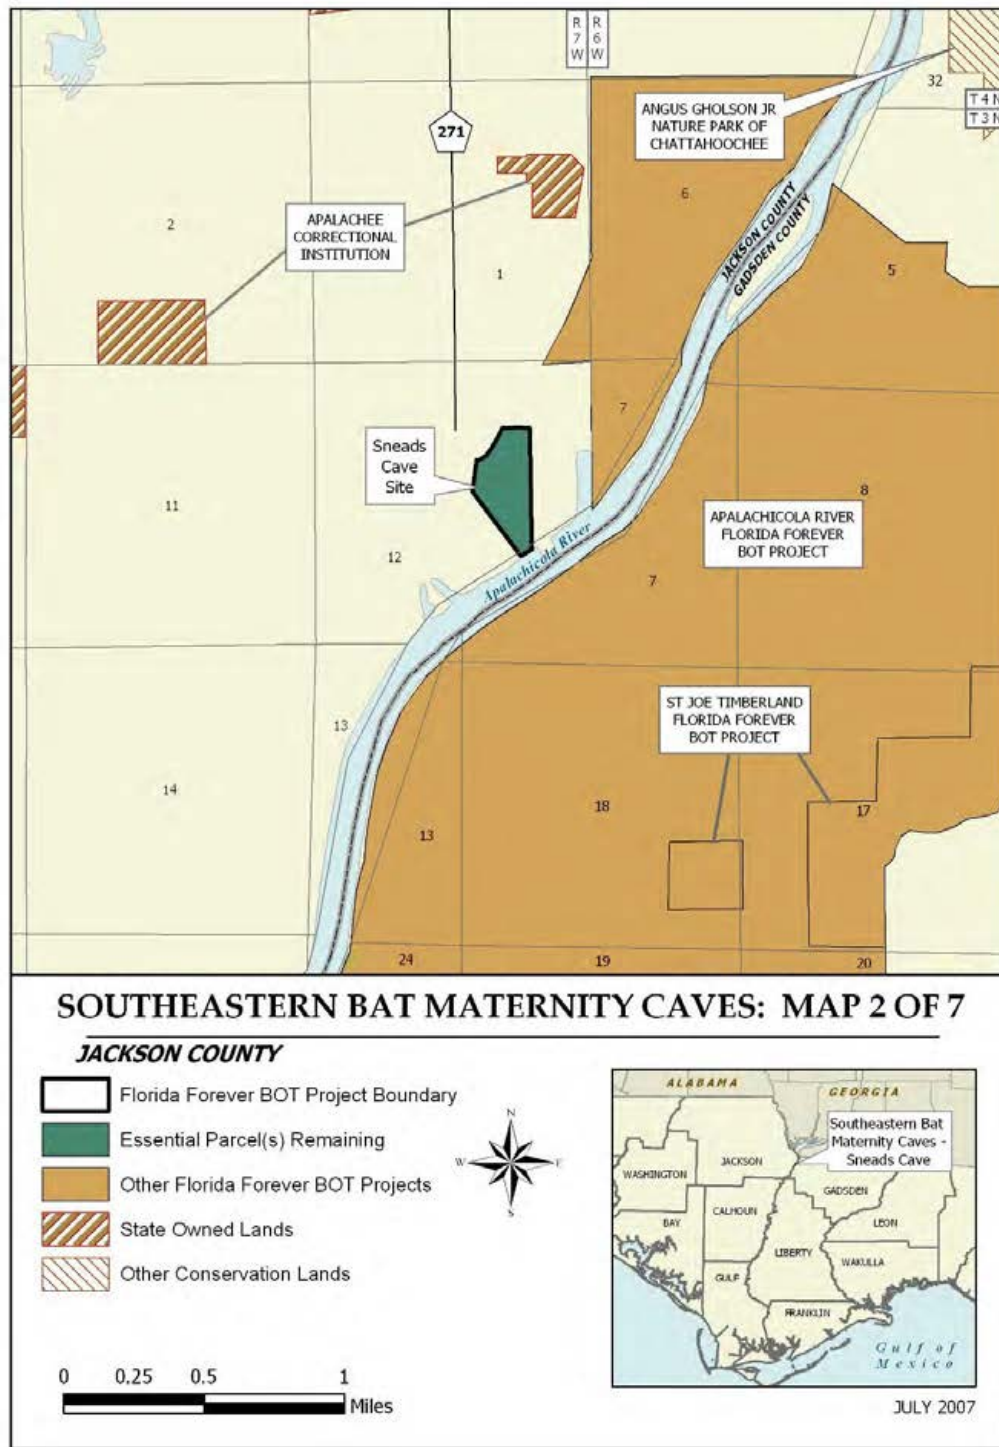 R R
7 6
W W
32
T 4 N
T 3 N
ANGUS GHOLSON JR
NATURE PARK OF
CHATTAHOOCHEE
271
6
2
APALACHEE
CORRECTIONAL
INSTITUTION
JACKSON COUNTY
GADSDEN COUNTY
5
1
7
Sneads
Cave
Site
8
11
APALACHICOLA RIVER
FLORIDA FOREVER
BOT PROJECT
12
Apalachicola River
7
ST JOE TIMBERLAND
FLORIDA FOREVER
BOT PROJECT
13
14
18
17
13
24
19
20
SOUTHEASTERN BAT MATERNITY CAVES: MAP 2 OF 7
JACKSON COUNTY
Florida Forever BOT Project Boundary
Essential Parcel(s) Remaining
Other Florida Forever BOT Projects
State Owned Lands
Other Conservation Lands
N
W E
S
0 0.25 0.5 1
Miles
ALABAMA
GEORGIA
Southeastern Bat
Maternity Caves -
Sneads Cave
JACKSON
WASHINGTON
GADSDEN
CALHOUN
BAY
LEON
LIBERTY
WAKULLA
GULF
FRANKLIN
Gulf of
Mexico
JULY 2007